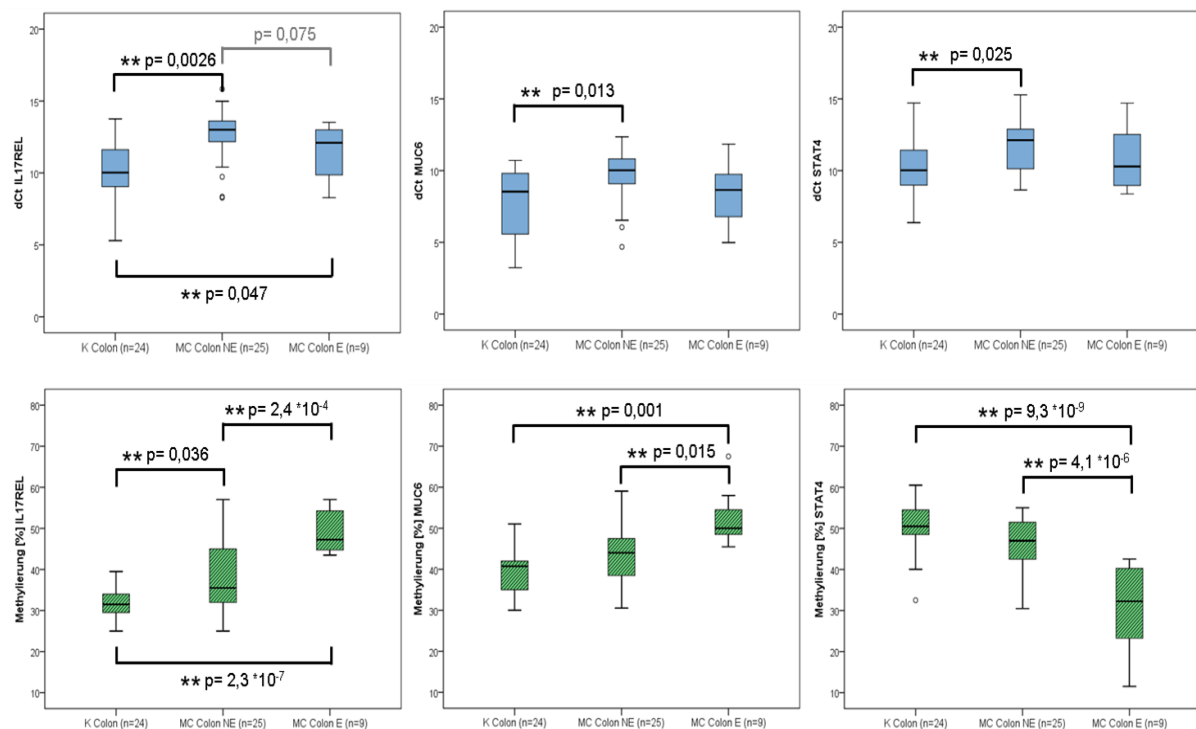 20
15
10
5
0
dCt IL17REL
** p= 0,0026
p= 0,075
** p= 0,047
K Colon (n=24)
MC Colon NE (n=25)
MC Colon E (n=9)
20
15
10
5
0
dCt MUC6
** p= 0,013
K Colon (n=24)
MC Colon NE (n=25)
MC Colon E (n=9)
20
15
10
5
0
dCt STAT4
** p= 0,025
K Colon (n=24)
MC Colon NE (n=25)
MC Colon E (n=9)
80
70
60
50
40
30
20
10
Methylierung [%] IL17REL
** p= 2,4 *10-4
** p= 0,036
** p= 2,3 *10-7
K Colon (n=24)
MC Colon NE (n=25)
MC Colon E (n=9)
80
70
60
50
40
30
20
10
Methylierung [%] MUC6
** p= 0,001
** p= 0,015
K Colon (n=24)
MC Colon NE (n=25)
MC Colon E (n=9)
80
70
60
50
40
30
20
10
Methylierung [%] STAT4
** p= 9,3 *10-9
** p= 4,1 *10-6
K Colon (n=24)
MC Colon NE (n=25)
MC Colon E (n=9)